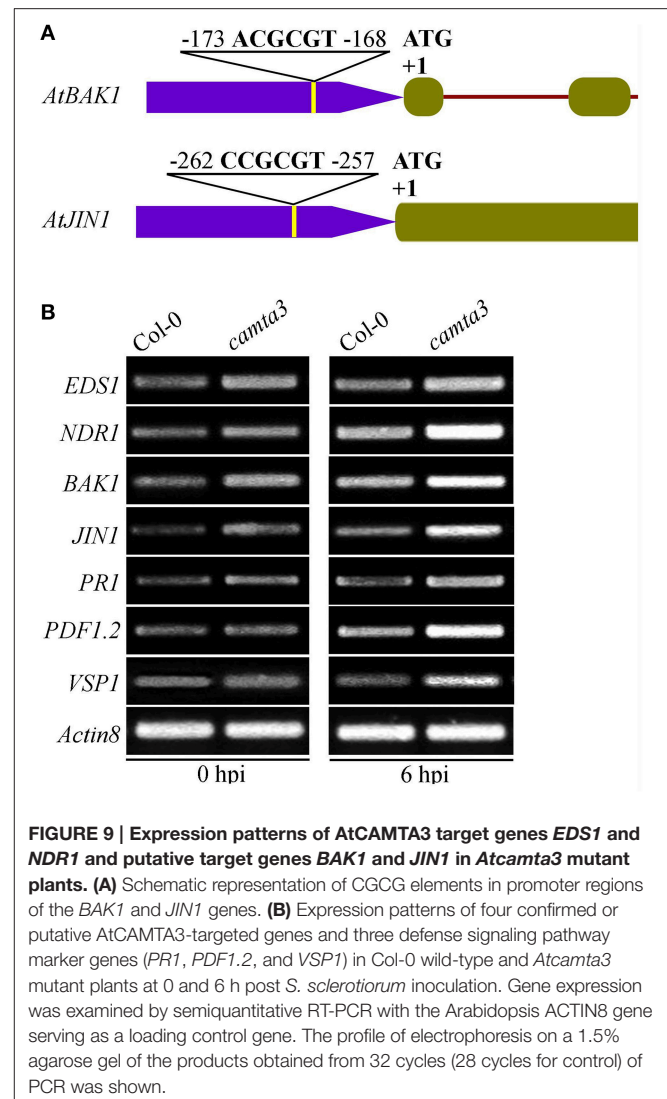 A
-173 ACGCGT -168 ATG
+1
AtBAK1
-262 CCGCGT -257 ATG
+1
AtJIN1
B
Col-0 camta3 Col-0 camta3
EDS1
NDR1
BAK1
JIN1
PR1
PDF1.2
VSP1
Actin8
0 hpi 6 hpi
FIGURE 9 | Expression patterns of AtCAMTA3 target genes EDS1 and
NDR1 and putative target genes BAK1 and JIN1 in Atcamta3 mutant
plants. (A) Schematic representation of CGCG elements in promoter regions
of the BAK1 and JIN1 genes. (B) Expression patterns of four confirmed or
putative AtCAMTA3-targeted genes and three defense signaling pathway
marker genes (PR1, PDF1.2, and VSP1) in Col-0 wild-type and Atcamta3
mutant plants at 0 and 6 h post S. sclerotiorum inoculation. Gene expression
was examined by semiquantitative RT-PCR with the Arabidopsis ACTIN8 gene
serving as a loading control gene. The profile of electrophoresis on a 1.5%
agarose gel of the products obtained from 32 cycles (28 cycles for control) of
PCR was shown.